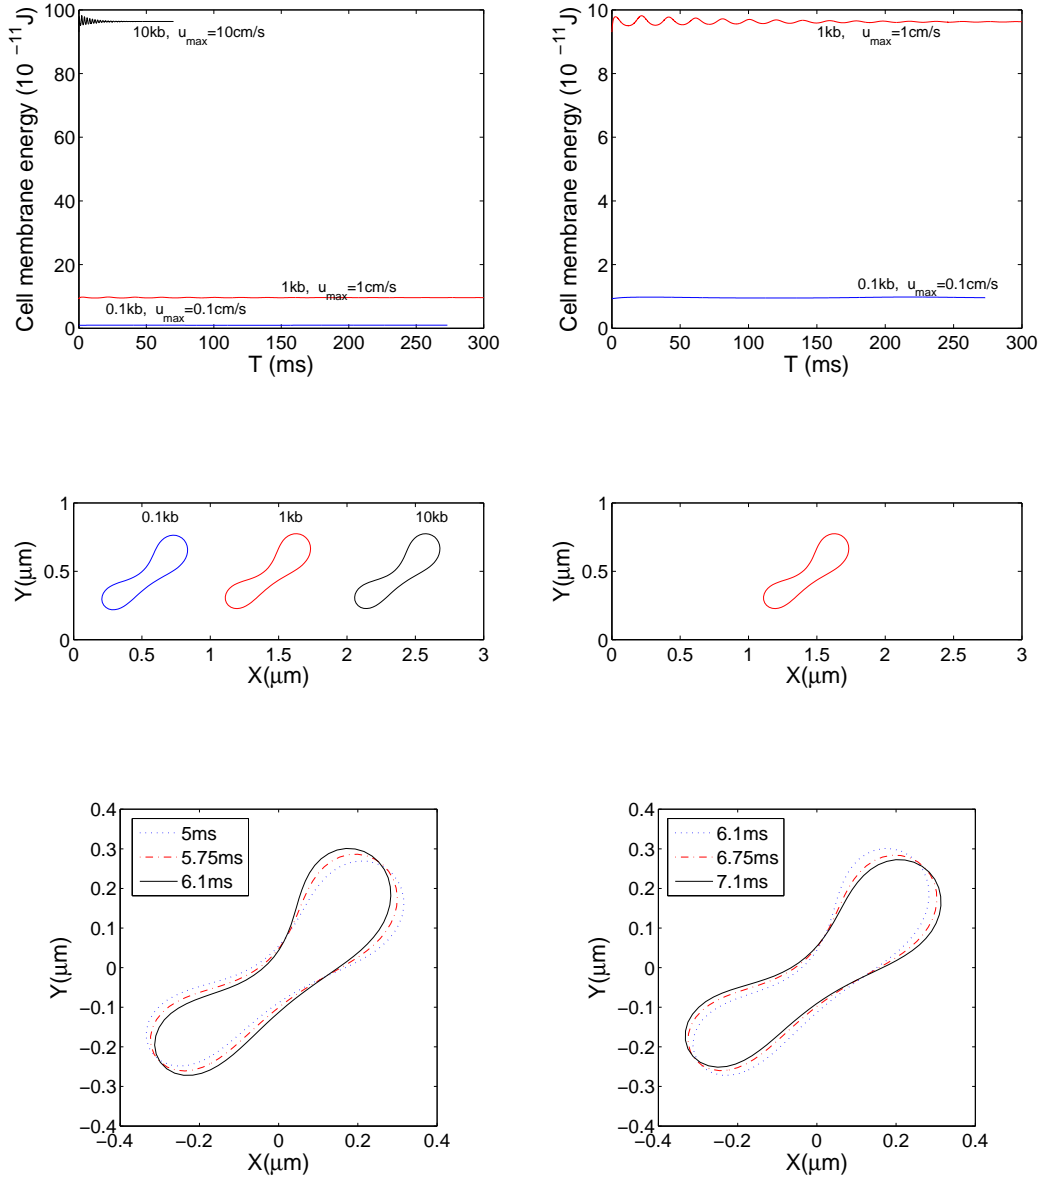 Cell membrane energy (10 −11 J)
100
80
60
40
20
0
10kb, umax=10cm/s
1kb, umax=1cm/s
0.1kb, umax=0.1cm/s
0 50 100 150 200 250 300
T (ms)
Cell membrane energy (10 −11 J)
10
8
6
4
2
0
1kb, umax=1cm/s
0.1kb, umax=0.1cm/s
0 50 100 150 200 250 300
T (ms)
Y(μm)
1
0.5
0
0.1kb 1kb 10kb
0 0.5 1 1.5 2 2.5 3
X(μm)
Y(μm)
1
0.5
0
0 0.5 1 1.5 2 2.5 3
X(μm)
Y(μm)
0.4
0.3
0.2
0.1
0
−0.1
−0.2
−0.3
−0.4
5ms
5.75ms
6.1ms
−0.4 −0.2 0 0.2 0.4
X(μm)
Y(μm)
0.4
0.3
0.2
0.1
0
−0.1
−0.2
−0.3
−0.4
6.1ms
6.75ms
7.1ms
−0.4 −0.2 0 0.2 0.4
X(μm)